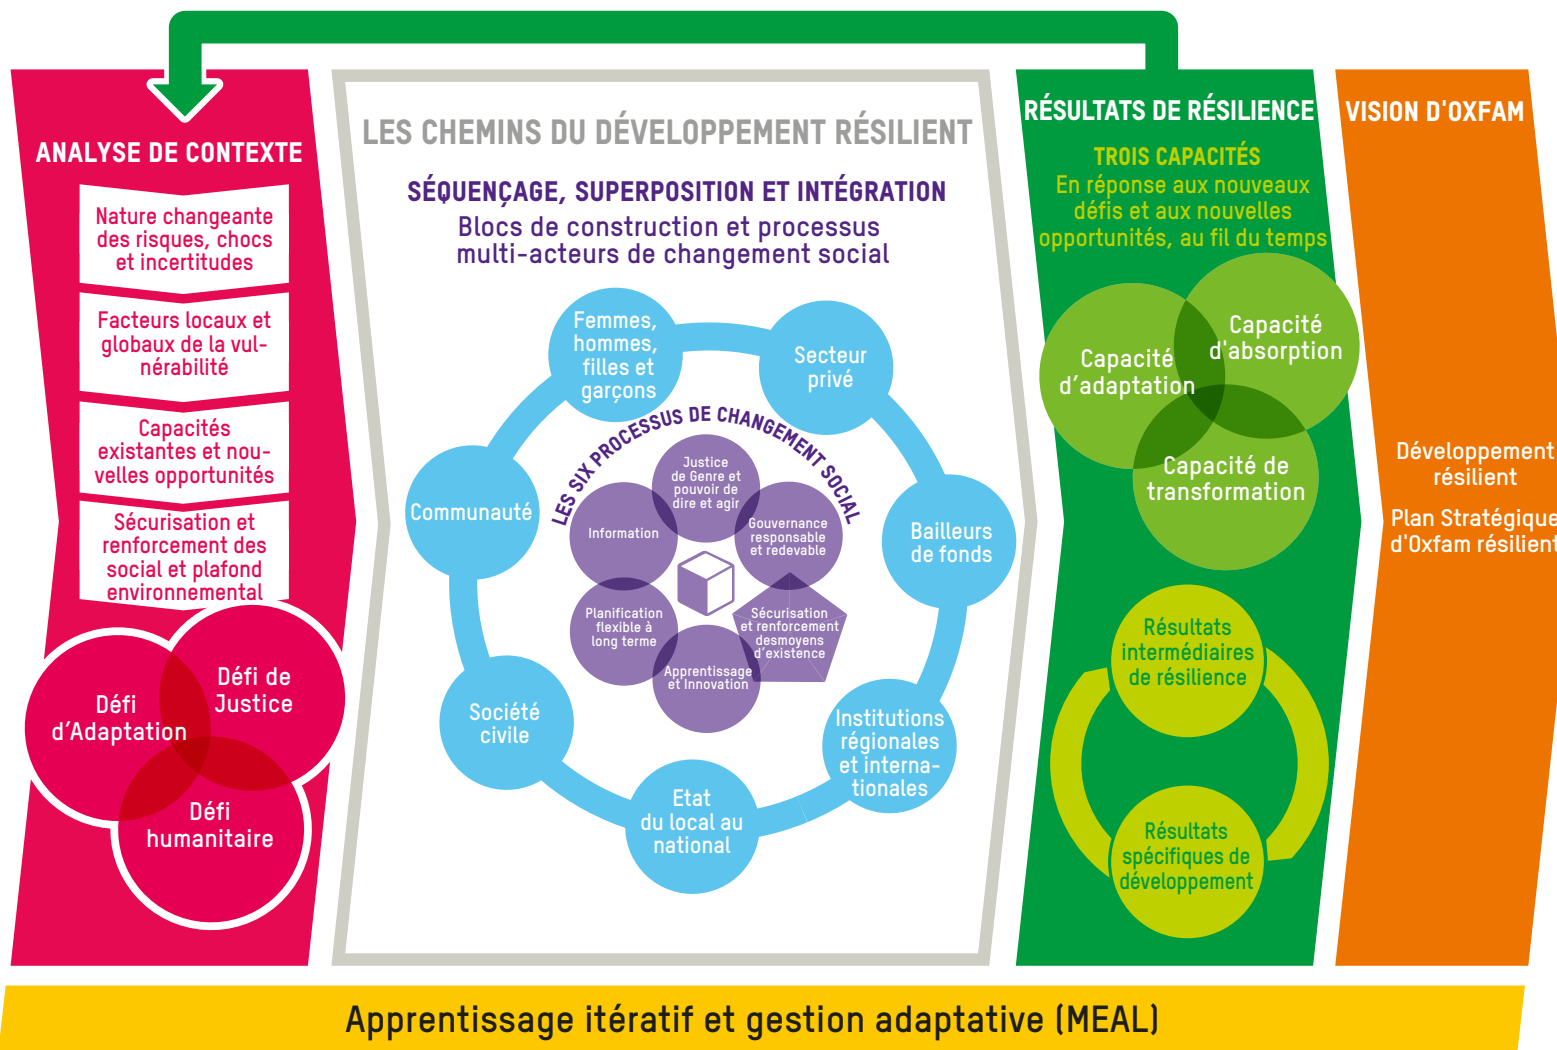 ANALYSE DE CONTEXTE
Nature changeante
des risques, chocs
et incertitudes
Facteurs locaux et
globaux de la vul-
nérabilité
Capacités
existantes et nou-
velles opportunités
Sécurisation et
renforcement des
social et plafond
environnemental
Défi
d’Adaptation
Défi de
Justice
Défi
humanitaire
LES CHEMINS DU DÉVELOPPEMENT RÉSILIENT
SÉQUENÇAGE, SUPERPOSITION ET INTÉGRATION
Blocs de construction et processus
multi-acteurs de changement social
Femmes,
hommes,
filles et
garçons
Secteur
privé
Bailleurs
de fonds
Institutions
régionales
et interna-
tionales
Etat
du local au
national
Société
civile
Communauté
LES SIX PROCESSUS DE CHANGEMENT SOCIAL
Justice
de Genre et
pouvoir de
dire et agir
Gouvernance
responsable
et redevable
Sécurisation
et renforcement
desmoyens
d’existence
Apprentissage
et Innovation
Planification
flexible à
long terme
Information
RÉSULTATS DE RÉSILIENCE
TROIS CAPACITÉS
En réponse aux nouveaux
défis et aux nouvelles
opportunités, au fil du temps
Capacité
d’adaptation
Capacité
d'absorption
Capacité de
transformation
Résultats
intermédiaires
de résilience
Résultats
spécifiques de
développement
VISION D'OXFAM
Développement
résilient
Plan Stratégique
d'Oxfam résilient
Apprentissage itératif et gestion adaptative (MEAL)